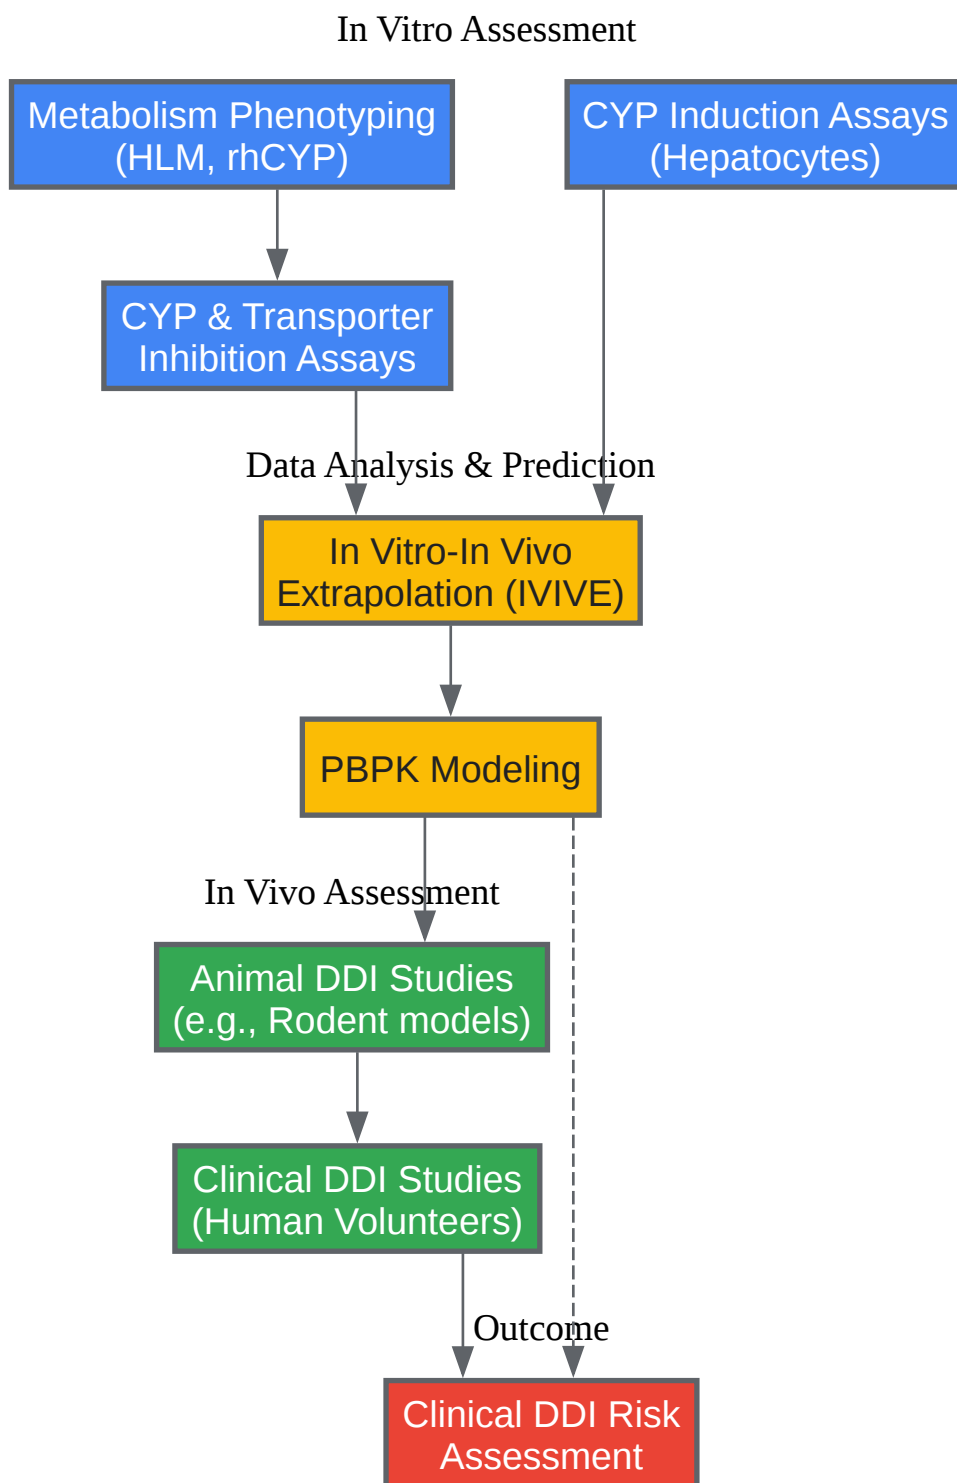 In Vitro Assessment
Metabolism Phenotyping
(HLM, rhCYP)
CYP Induction Assays
(Hepatocytes)
CYP & Transporter
Inhibition Assays
Data Analysis & Prediction
In Vitro-In Vivo
Extrapolation (IVIVE)
PBPK Modeling
In Vivo Assessment
Animal DDI Studies
(e.g., Rodent models)
Clinical DDI Studies
(Human Volunteers)
Outcome
Clinical DDI Risk
Assessment